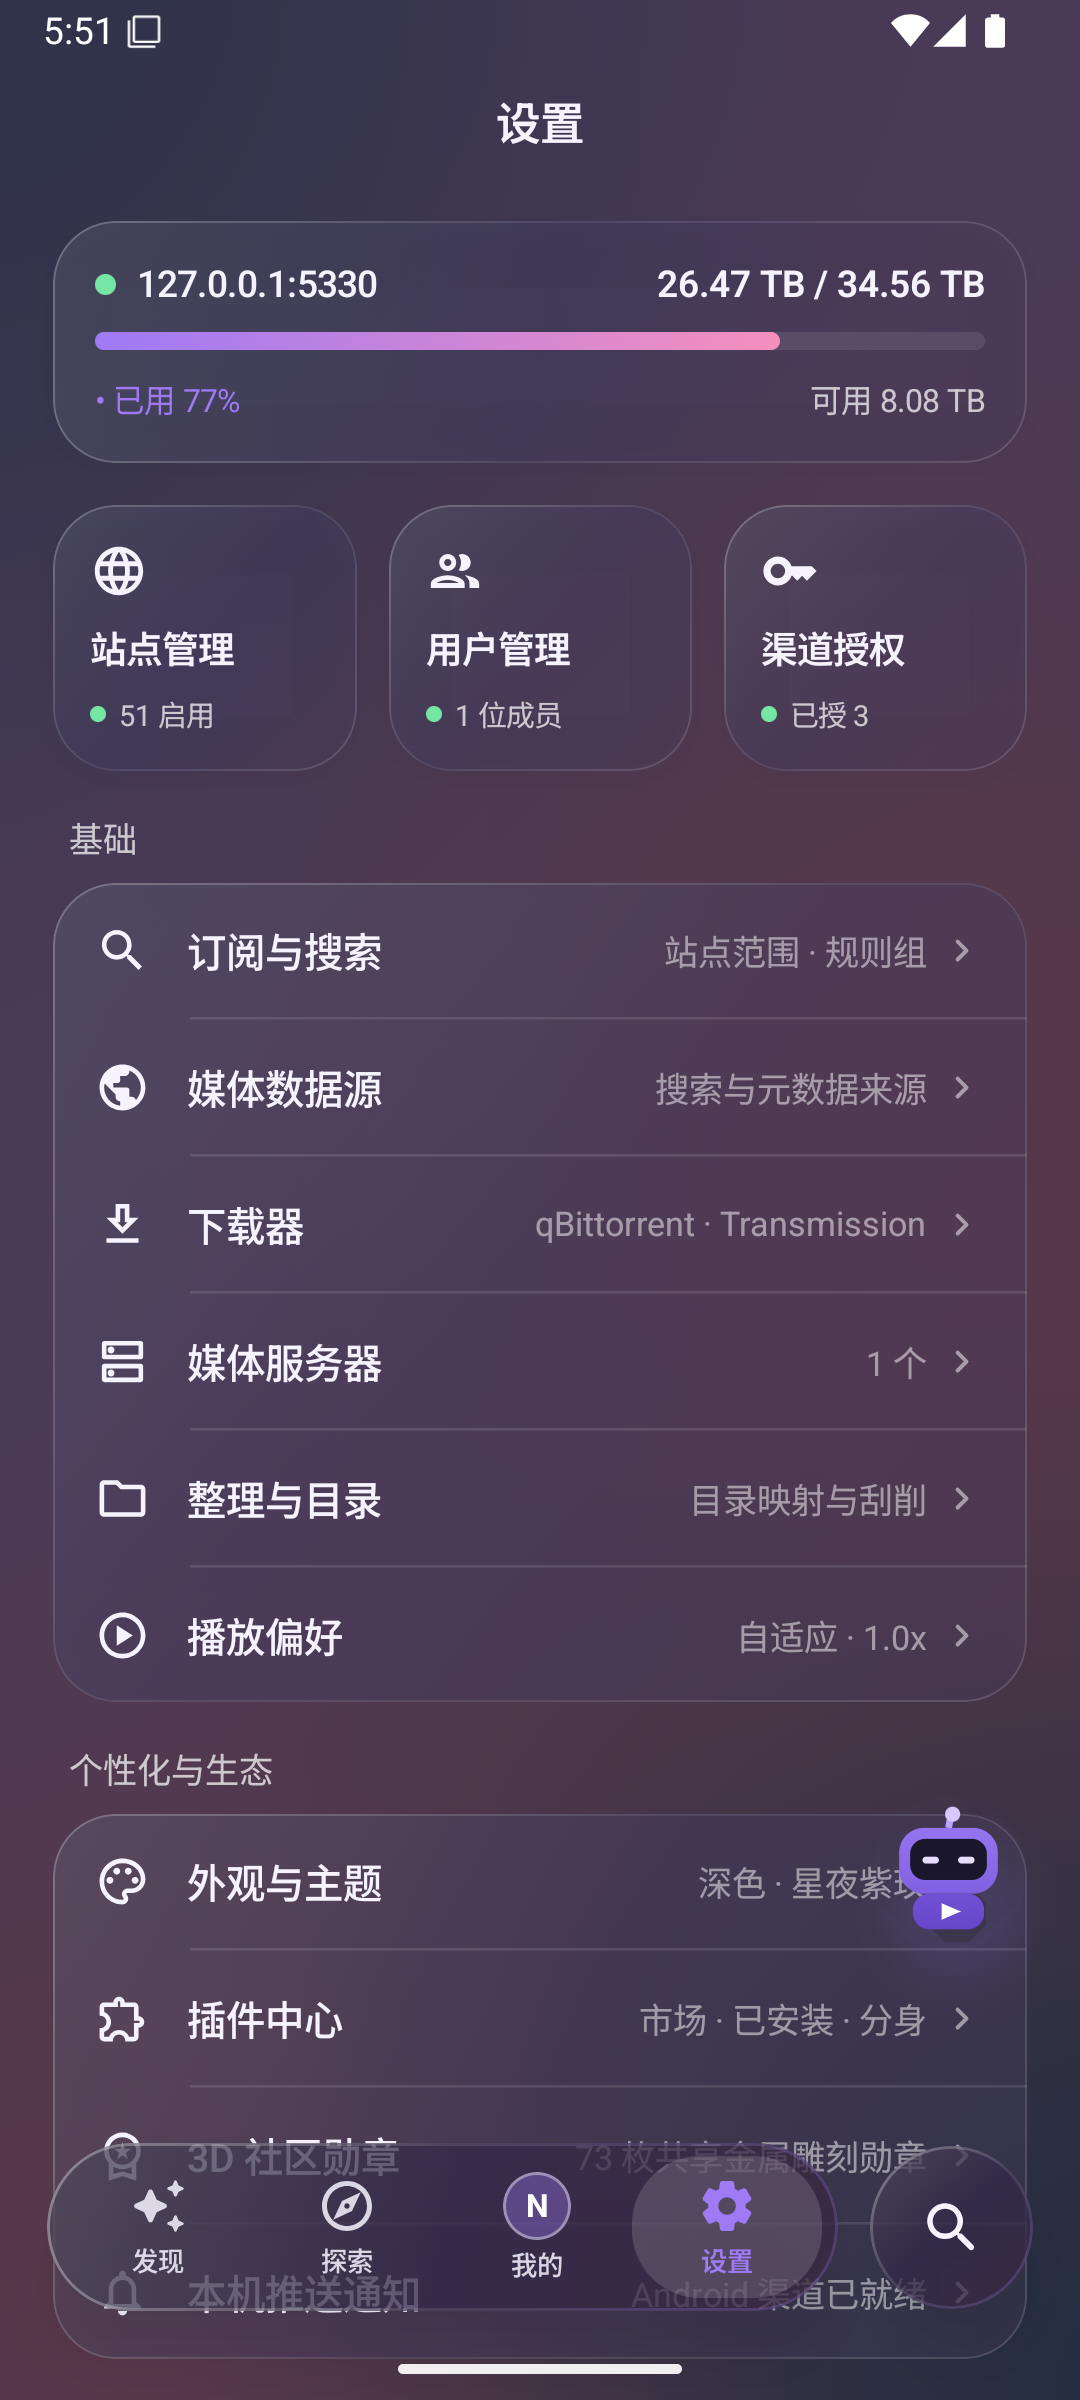 5:51
设置
127.0.0.1:5330
26.47 TB / 34.56 TB
• 已用 77%
可用 8.08 TB
站点管理
51 启用
用户管理
1 位成员
渠道授权
已授 3
基础
订阅与搜索
站点范围 · 规则组
媒体数据源
搜索与元数据来源
下载器
qBittorrent · Transmission
媒体服务器
1 个
整理与目录
目录映射与刮削
播放偏好
自适应 · 1.0x
个性化与生态
外观与主题
深色 · 星夜紫
插件中心
市场 · 已安装 · 分身
3D 社区勋章
73 枚共享金属雕刻勋章
发现
探索
N
我的
设置
本机推送通知
Android 渠道已就绪